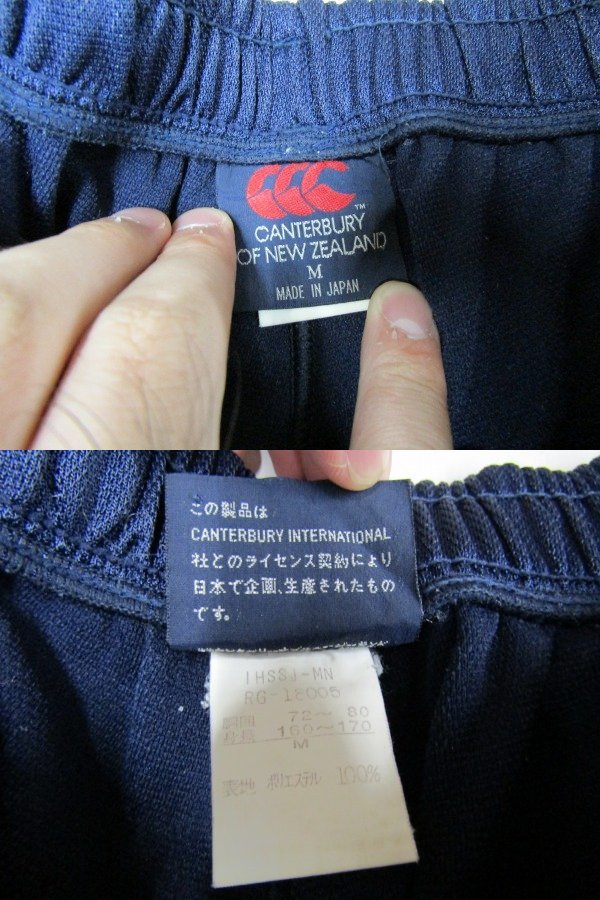 CANTERBURY
OF NEW ZEALAND
M
MADE IN JAPAN
この製品は
CANTERBURY INTERNATIONAL
社とのライセンス契約により
日本で企画、生産されたもの
です。
RG-18005
胴囲 72～80
身長 160～170
M
表地 ポリエステル 100%